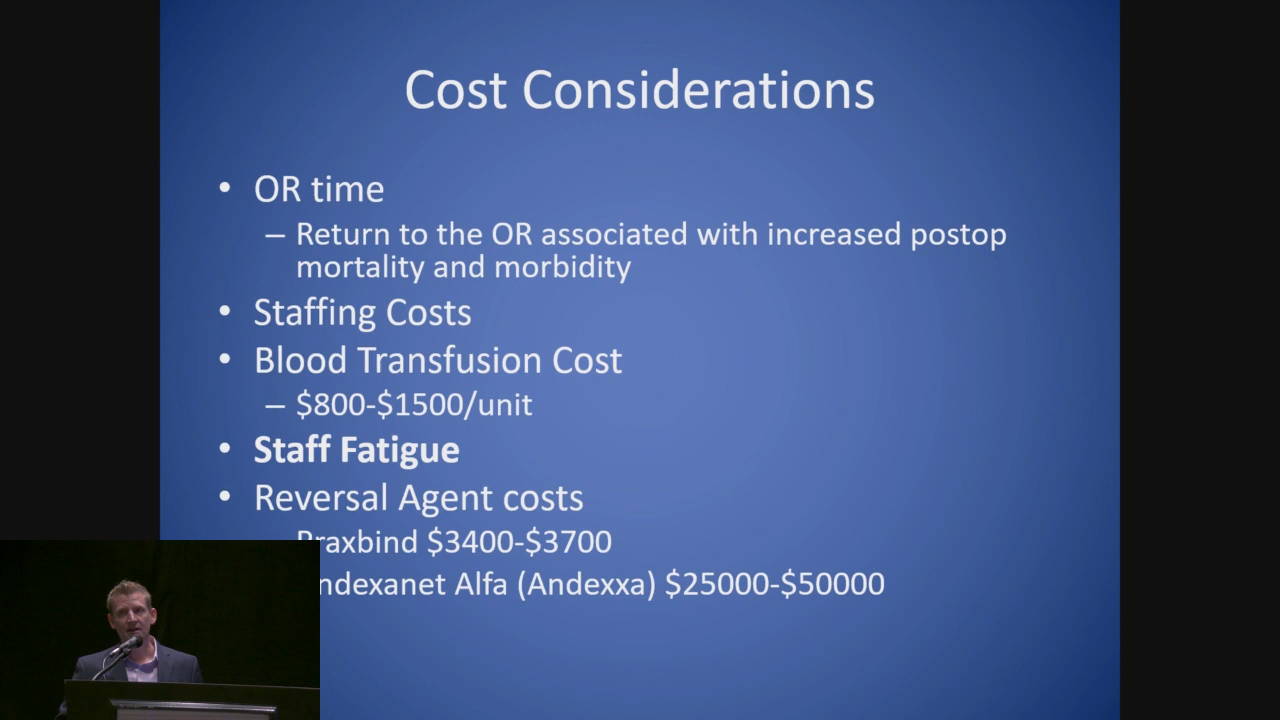 Cost Considerations
• OR time
– Return to the OR associated with increased postop
mortality and morbidity
• Staffing Costs
• Blood Transfusion Cost
– $800-$1500/unit
• Staff Fatigue
• Reversal Agent costs
Praxbind $3400-$3700
ndexanet Alfa (Andexxa) $25000-$50000